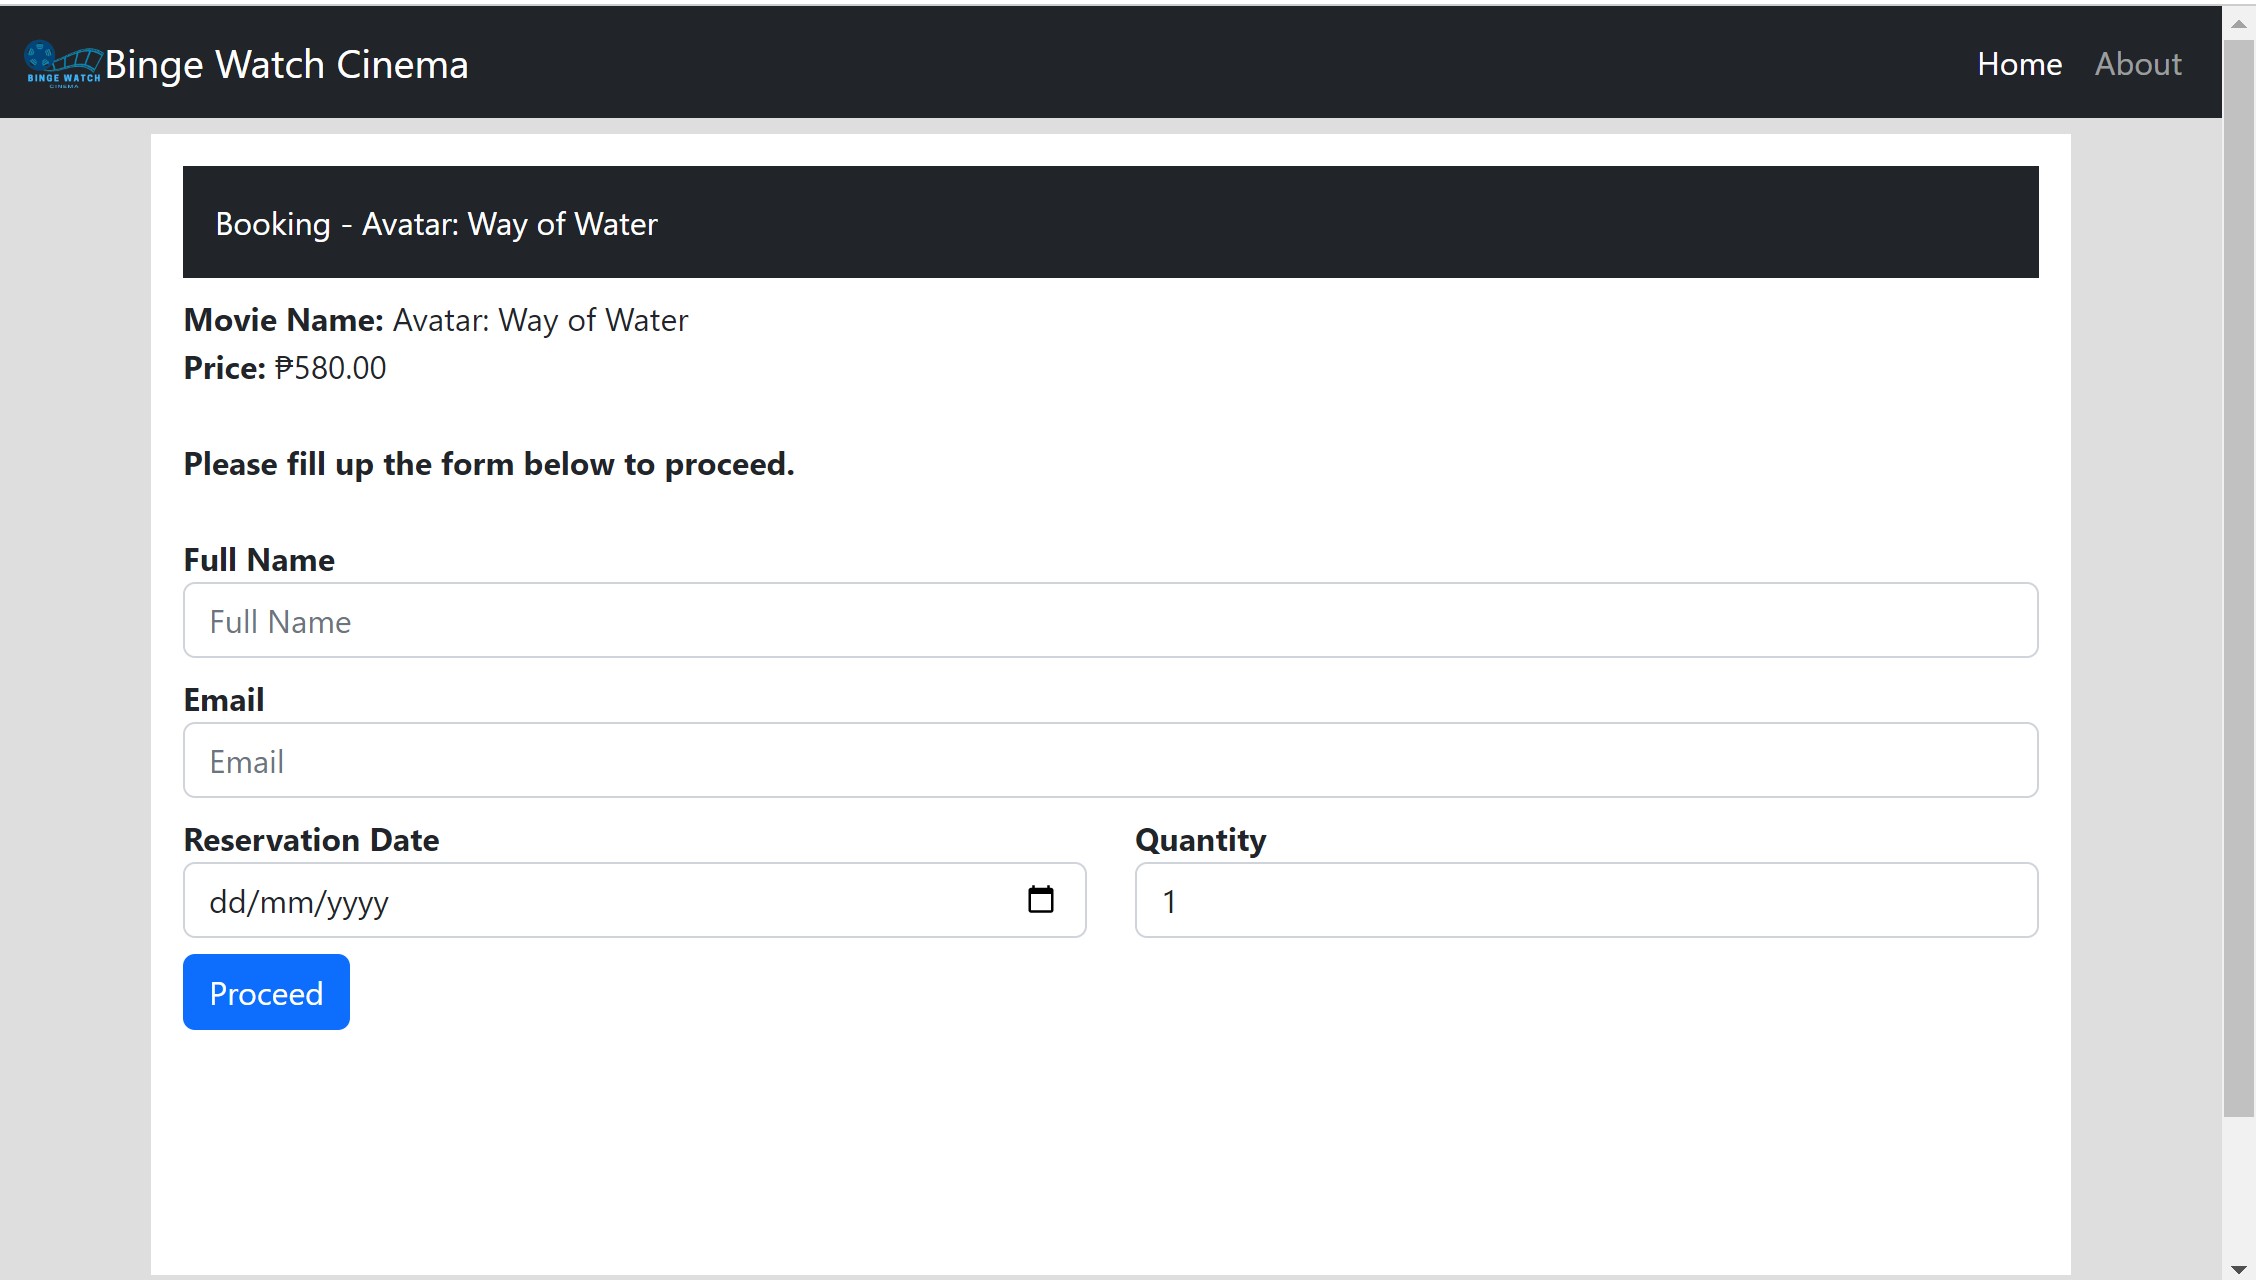 BINGE WATCH
CINEMA
Binge Watch Cinema
Home About
Booking - Avatar: Way of Water
Movie Name: Avatar: Way of Water
Price: ₱580.00
Please fill up the form below to proceed.
Full Name
Full Name
Email
Email
Reservation Date Quantity
dd/mm/yyyy 1
Proceed